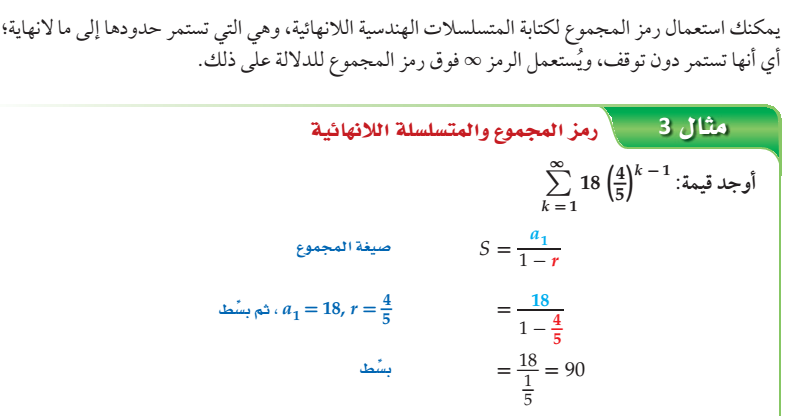 يمكنك استعمال رمز المجموع لكتابة المتسلسلات الهندسية اللانهائية، وهي التي تستمر حدودها إلى ما لانهاية؛
أي أنها تستمر دون توقف، ويُستعمل الرمز ∞ فوق رمز المجموع للدلالة على ذلك.
مثال 3 رمز المجموع والمتسلسلة اللانهائية
أوجد قيمة: ∑_{k=1}^{∞} 18 (4/5)^{k − 1}
صيغة المجموع S = a₁/(1 − r)
a₁ = 18, r = 4/5 ، ثم بسِّط = 18/(1 − 4/5)
بسِّط = 18/(1/5) = 90